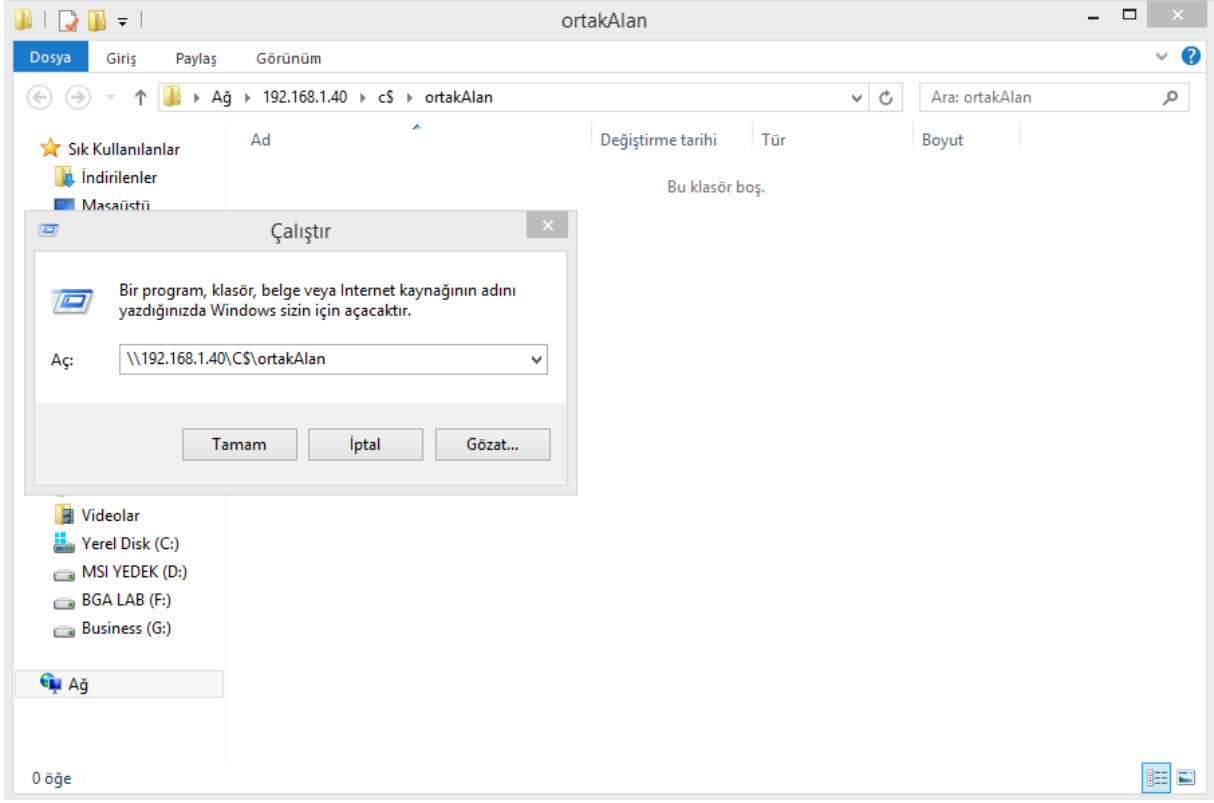 ortakAlan
Dosya Giriş Paylaş Görünüm
Ağ 192.168.1.40 c$ ortakAlan
Ara: ortakAlan
Ad Değiştirme tarihi Tür Boyut
Bu klasör boş.
Sık Kullanılanlar
İndirilenler
Masaüstü
Çalıştır
Bir program, klasör, belge veya Internet kaynağının adını
yazdığınızda Windows sizin için açacaktır.
Aç: \\192.168.1.40\C$\ortakAlan
Tamam İptal Gözat...
Videolar
Yerel Disk (C:)
MSI YEDEK (D:)
BGA LAB (F:)
Business (G:)
Ağ
0 öğe